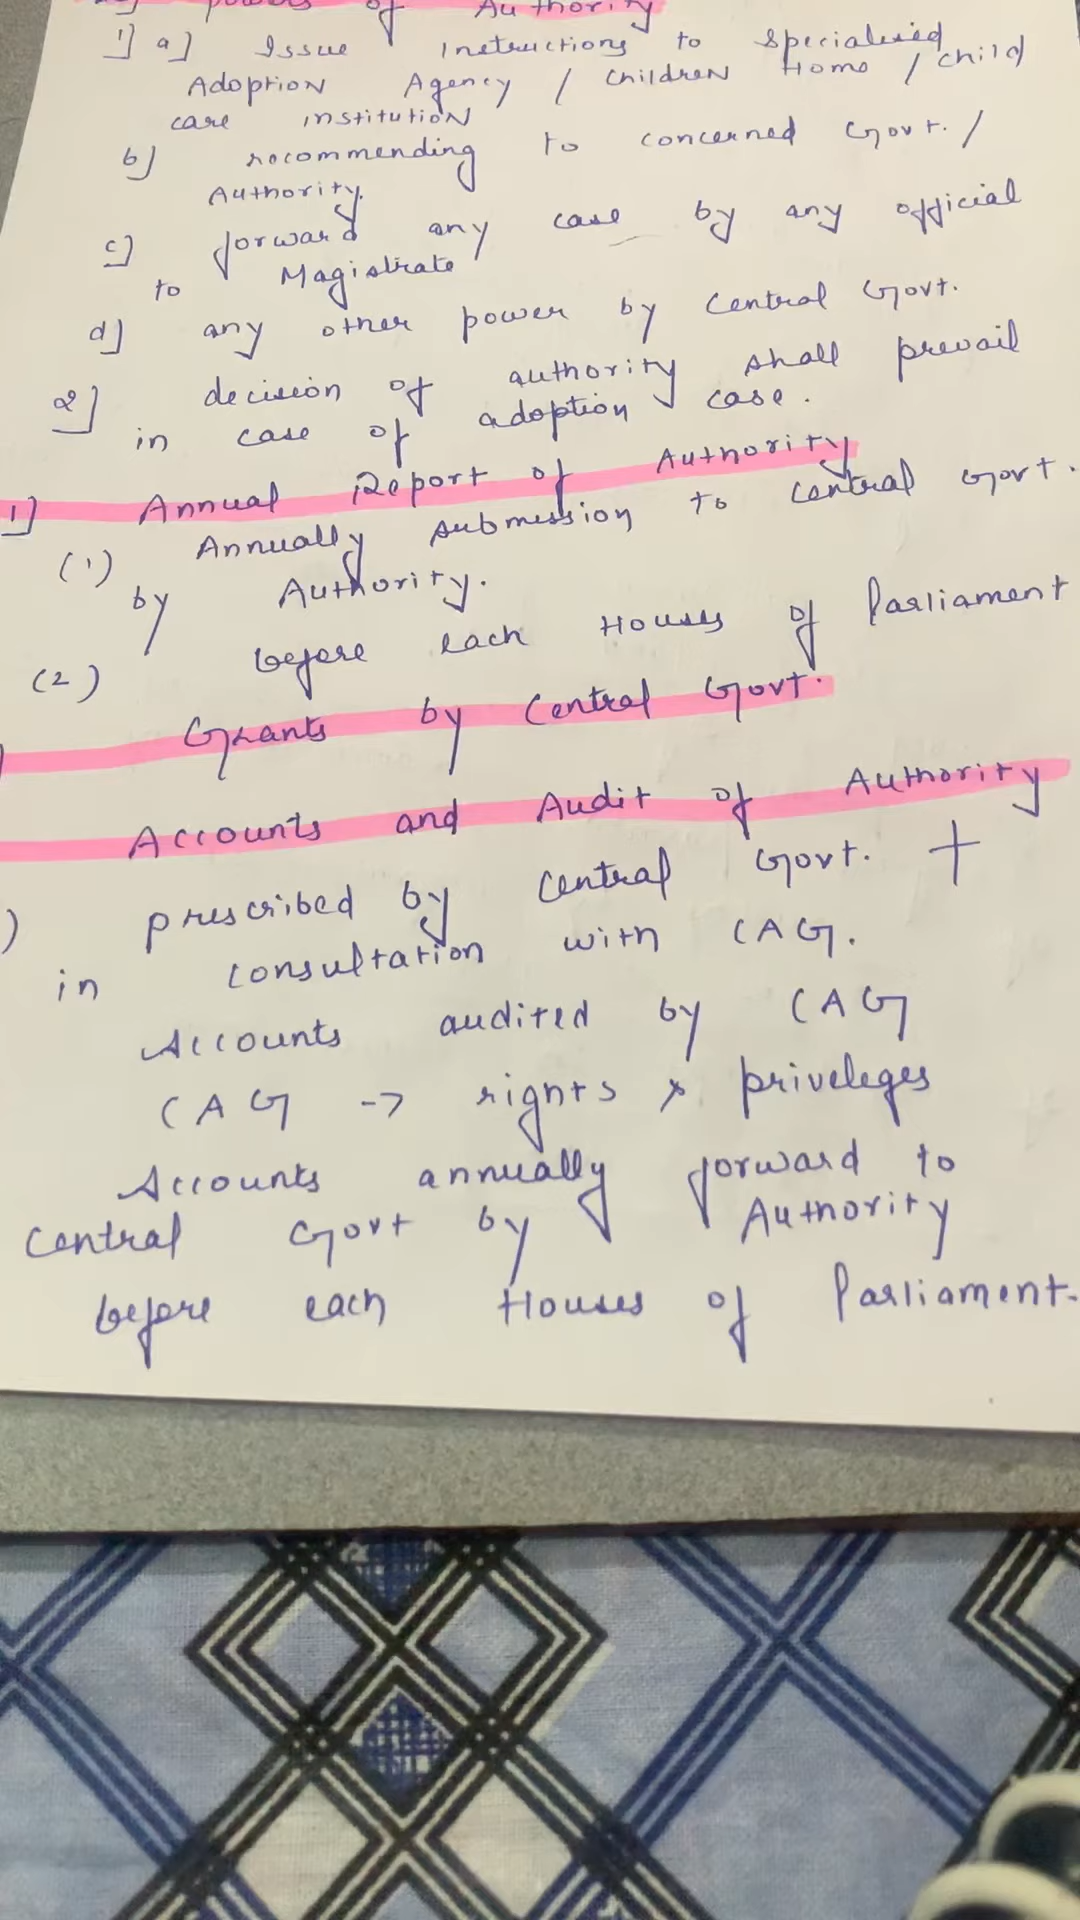 powers of Authority
1] a] Issue Instructions to Specialised
Adoption Agency / Children Home / child
care institution
b] recommending to concerned Govt. /
Authority.
c] forward any case by any official
to Magistrate
d] any other power by Central Govt.
2] decision of authority shall prevail
in case of adoption case.
1] Annual Report of Authority
(1) Annually submission to Central Govt.
by Authority.
(2) before each Houses of Parliament
Grants by Central Govt.
Accounts and Audit of Authority
) prescribed by Central Govt. +
in consultation with CAG.
Accounts audited by CAG
CAG -> rights & priveleges
Accounts annually forward to
Central Govt by Authority
before each Houses of Parliament.